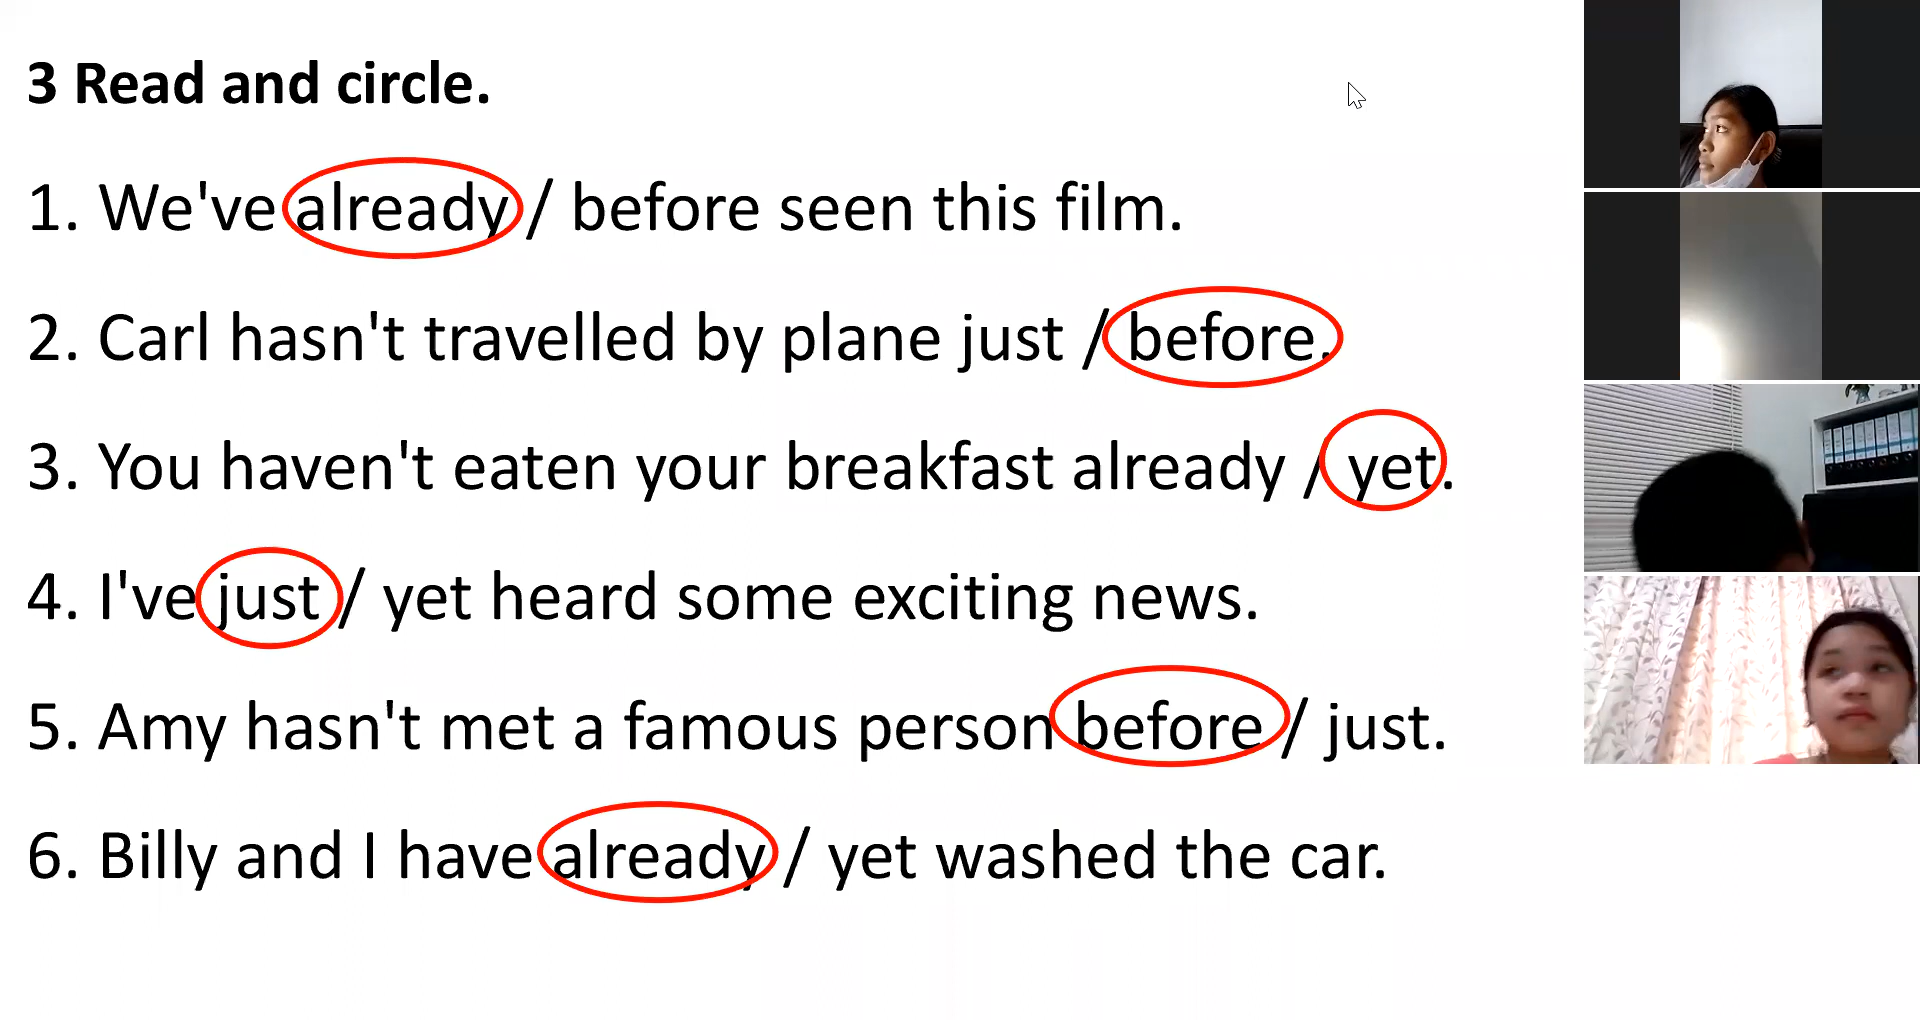 3 Read and circle.
1. We've already / before seen this film.
2. Carl hasn't travelled by plane just / before.
3. You haven't eaten your breakfast already / yet.
4. I've just / yet heard some exciting news.
5. Amy hasn't met a famous person before / just.
6. Billy and I have already / yet washed the car.